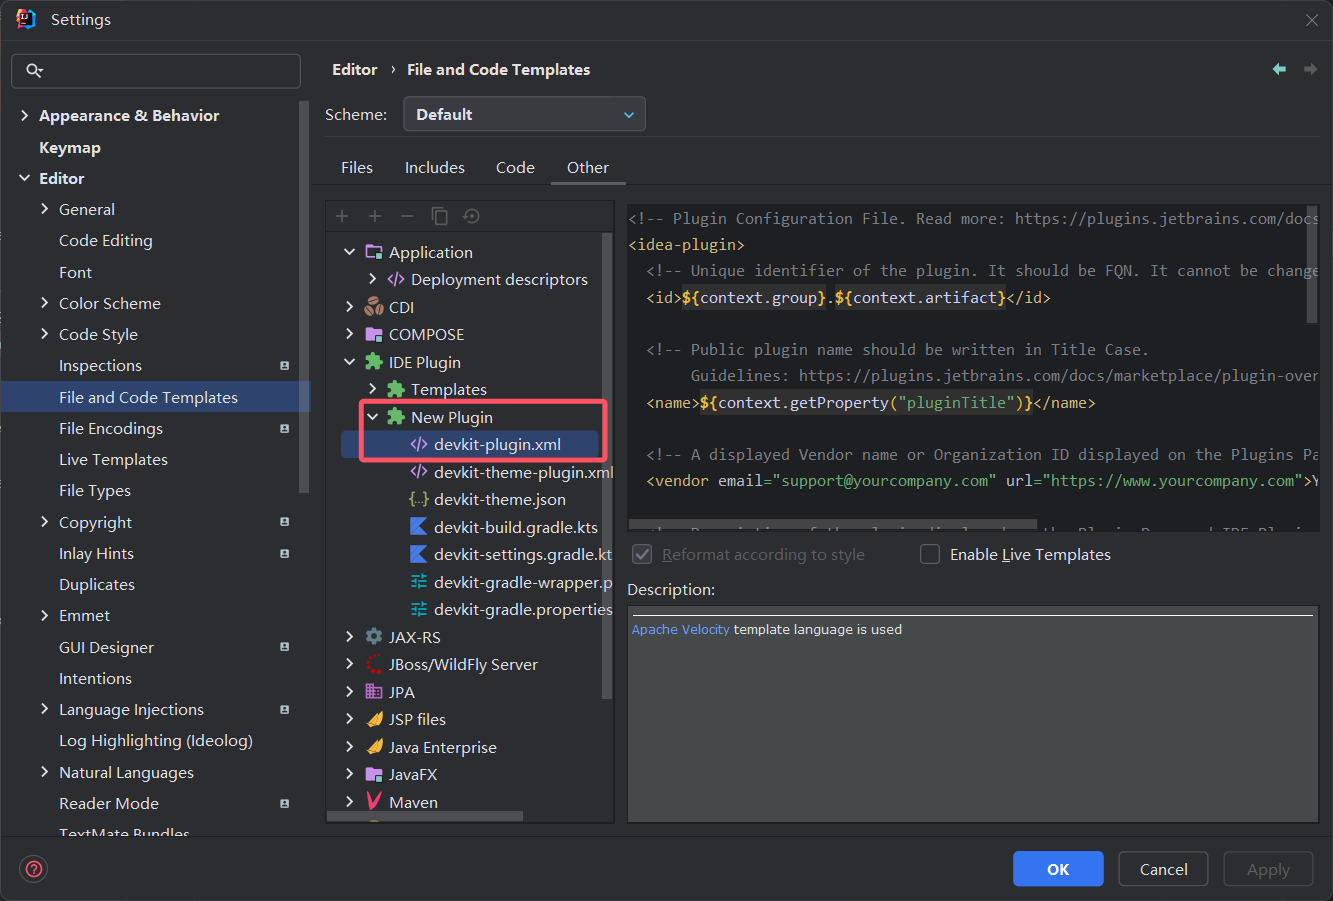 Settings
Editor › File and Code Templates
Scheme: Default
Files Includes Code Other
Appearance & Behavior
Keymap
Editor
General
Code Editing
Font
Color Scheme
Code Style
Inspections
File and Code Templates
File Encodings
Live Templates
File Types
Copyright
Inlay Hints
Duplicates
Emmet
GUI Designer
Intentions
Language Injections
Log Highlighting (Ideolog)
Natural Languages
Reader Mode
TextMate Bundles
Application
Deployment descriptors
CDI
COMPOSE
IDE Plugin
Templates
New Plugin
devkit-plugin.xml
devkit-theme-plugin.xml
devkit-theme.json
devkit-build.gradle.kts
devkit-settings.gradle.kt
devkit-gradle-wrapper.p
devkit-gradle.properties
JAX-RS
JBoss/WildFly Server
JPA
JSP files
Java Enterprise
JavaFX
Maven
<!-- Plugin Configuration File. Read more: https://plugins.jetbrains.com/docs
<idea-plugin>
<!-- Unique identifier of the plugin. It should be FQN. It cannot be change
<id>${context.group}.${context.artifact}</id>
<!-- Public plugin name should be written in Title Case.
Guidelines: https://plugins.jetbrains.com/docs/marketplace/plugin-over
<name>${context.getProperty("pluginTitle")}</name>
<!-- A displayed Vendor name or Organization ID displayed on the Plugins Pa
<vendor email="support@yourcompany.com" url="https://www.yourcompany.com">Y
Reformat according to style Enable Live Templates
Description:
Apache Velocity template language is used
OK Cancel Apply